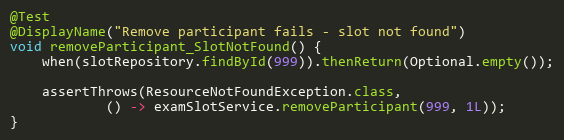 @Test
@DisplayName("Remove participant fails - slot not found")
void removeParticipant_SlotNotFound() {
    when(slotRepository.findById(999)).thenReturn(Optional.empty());

    assertThrows(ResourceNotFoundException.class,
            () -> examSlotService.removeParticipant(999, 1L));
}